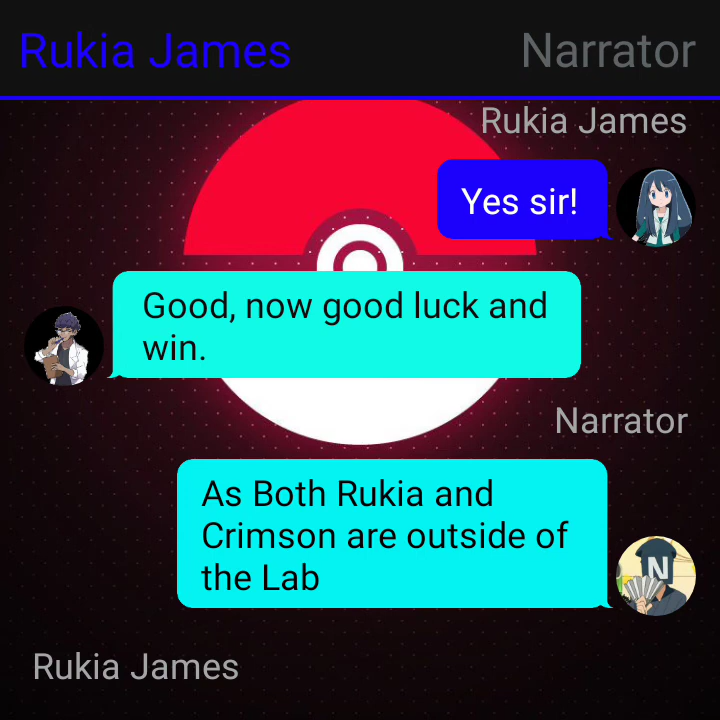 Rukia James
Narrator
Rukia James
Yes sir!
Good, now good luck and
win.
Narrator
As Both Rukia and
Crimson are outside of
the Lab
N
Rukia James